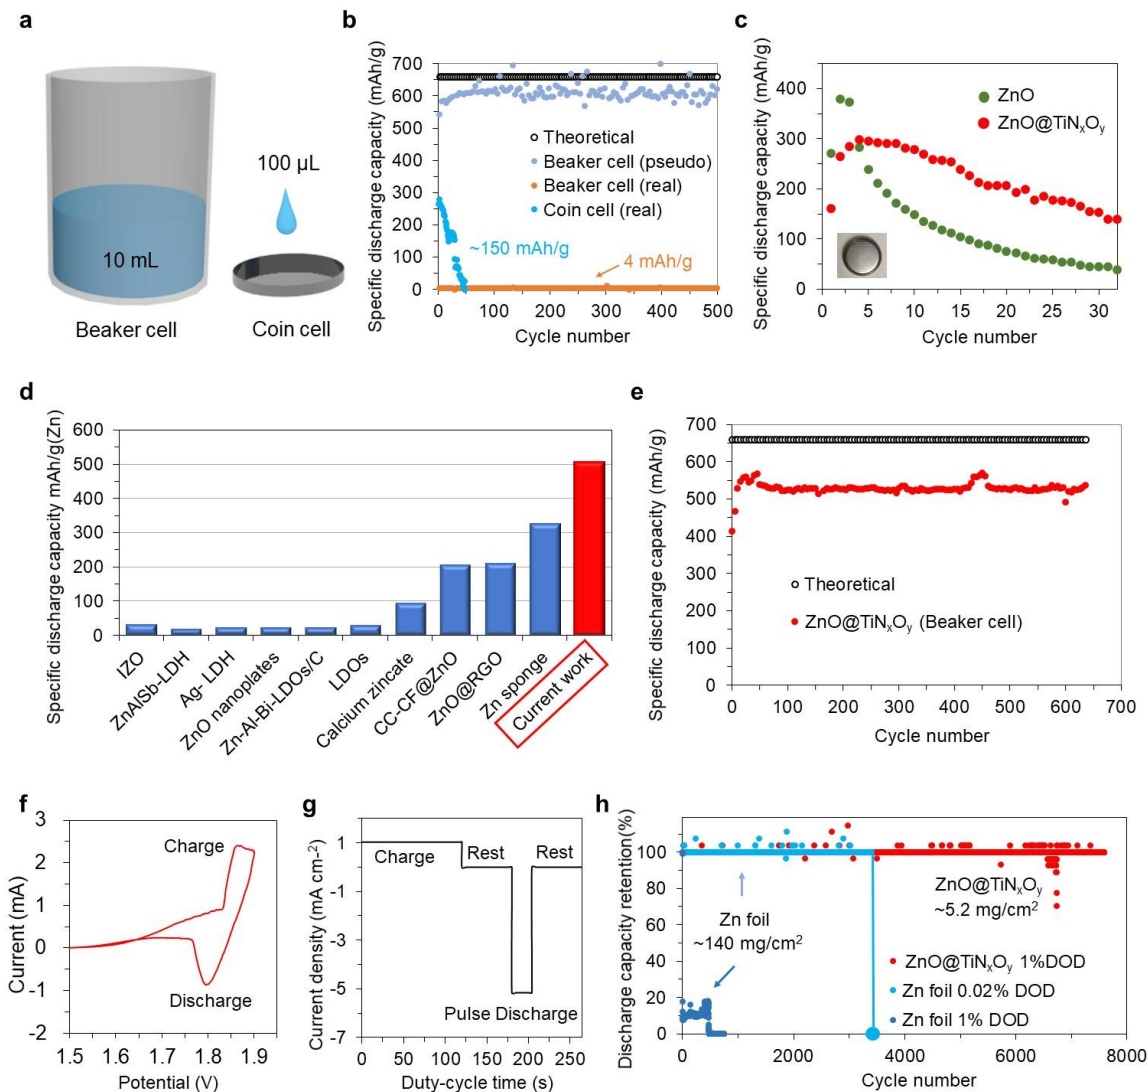 a
100 µL
10 mL
Beaker cell
Coin cell
b
Specific discharge capacity (mAh/g)
700
600
500
400
300
200
100
0
Theoretical
Beaker cell (pseudo)
Beaker cell (real)
Coin cell (real)
~150 mAh/g
4 mAh/g
0 100 200 300 400 500
Cycle number
c
Specific discharge capacity (mAh/g)
400
300
200
100
0
ZnO
ZnO@TiNₓOᵧ
0 5 10 15 20 25 30
Cycle number
d
Specific discharge capacity mAh/g(Zn)
600
500
400
300
200
100
0
IZO
ZnAlSb-LDH
Ag- LDH
ZnO nanoplates
Zn-Al-Bi-LDOs/C
LDOs
Calcium zincate
CC-CF@ZnO
ZnO@RGO
Zn sponge
Current work
e
Specific discharge capacity (mAh/g)
700
600
500
400
300
200
100
0
Theoretical
ZnO@TiNₓOᵧ (Beaker cell)
0 100 200 300 400 500 600 700
Cycle number
f
Current (mA)
3
2
1
0
-1
-2
Charge
Discharge
1.5 1.6 1.7 1.8 1.9
Potential (V)
g
Current density (mA cm-2)
1
-1
-3
-5
-7
Charge
Rest
Rest
Pulse Discharge
0 50 100 150 200 250
Duty-cycle time (s)
h
Discharge capacity retention(%)
120
100
80
60
40
20
0
Zn foil
~140 mg/cm²
ZnO@TiNₓOᵧ
~5.2 mg/cm²
ZnO@TiNₓOᵧ 1%DOD
Zn foil 0.02% DOD
Zn foil 1% DOD
0 2000 4000 6000 8000
Cycle number